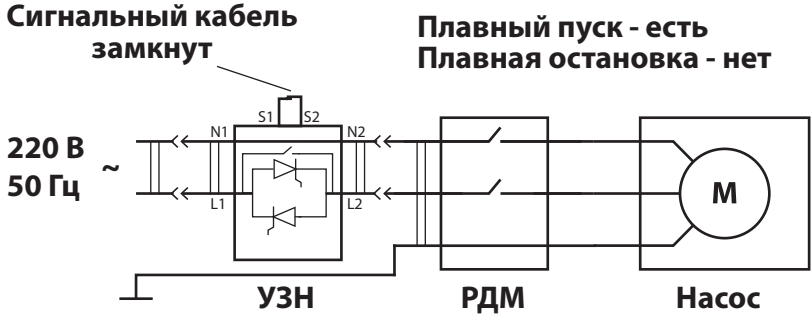 Сигнальный кабель
замкнут
Плавный пуск - есть
Плавная остановка - нет
S1 S2
N1 N2
220 В
50 Гц
~
L1 L2
М
УЗН РДМ Насос